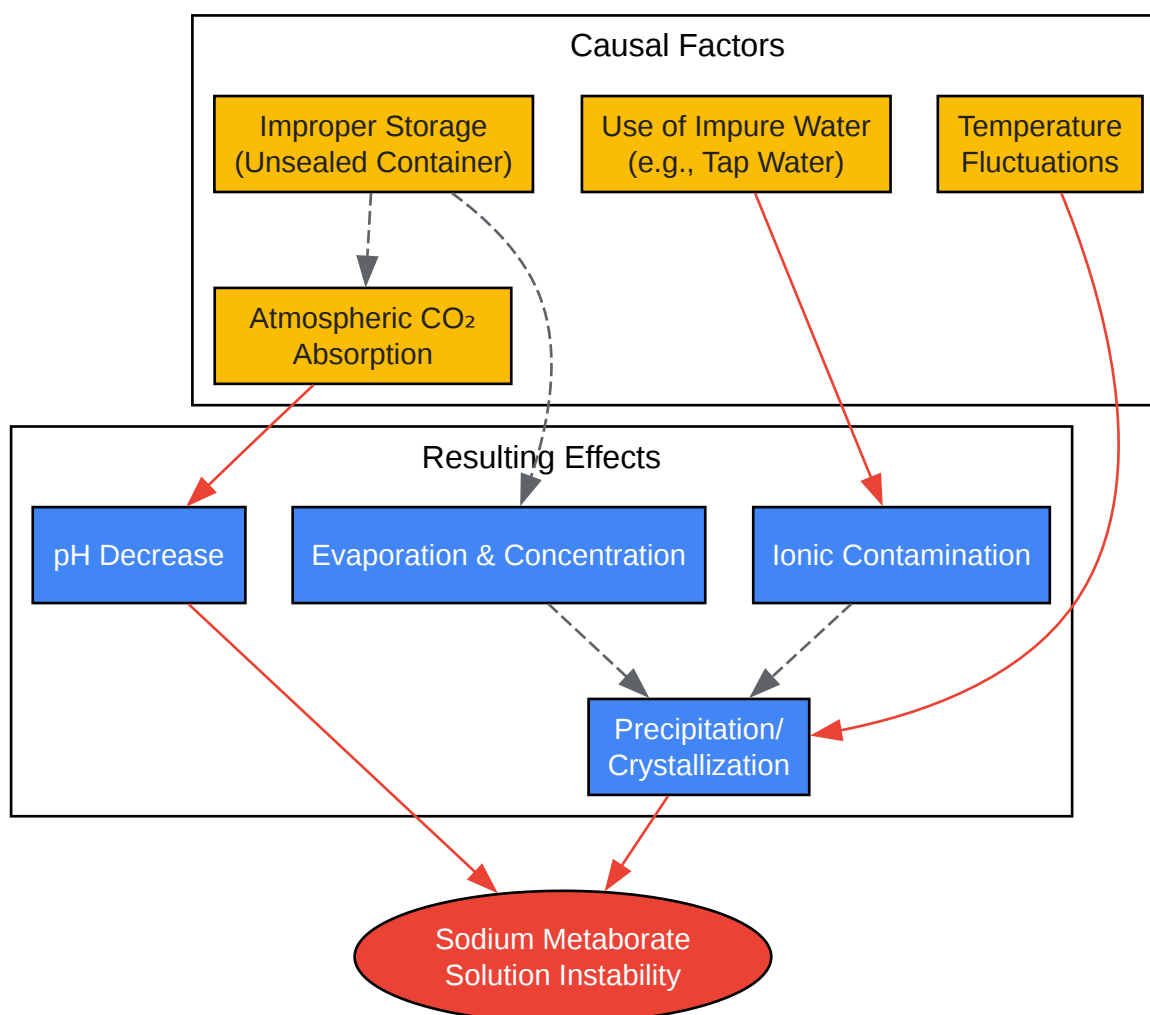 Causal Factors
Improper Storage
(Unsealed Container)
Use of Impure Water
(e.g., Tap Water)
Temperature
Fluctuations
Atmospheric CO₂
Absorption
Resulting Effects
pH Decrease
Evaporation & Concentration
Ionic Contamination
Precipitation/
Crystallization
Sodium Metaborate
Solution Instability